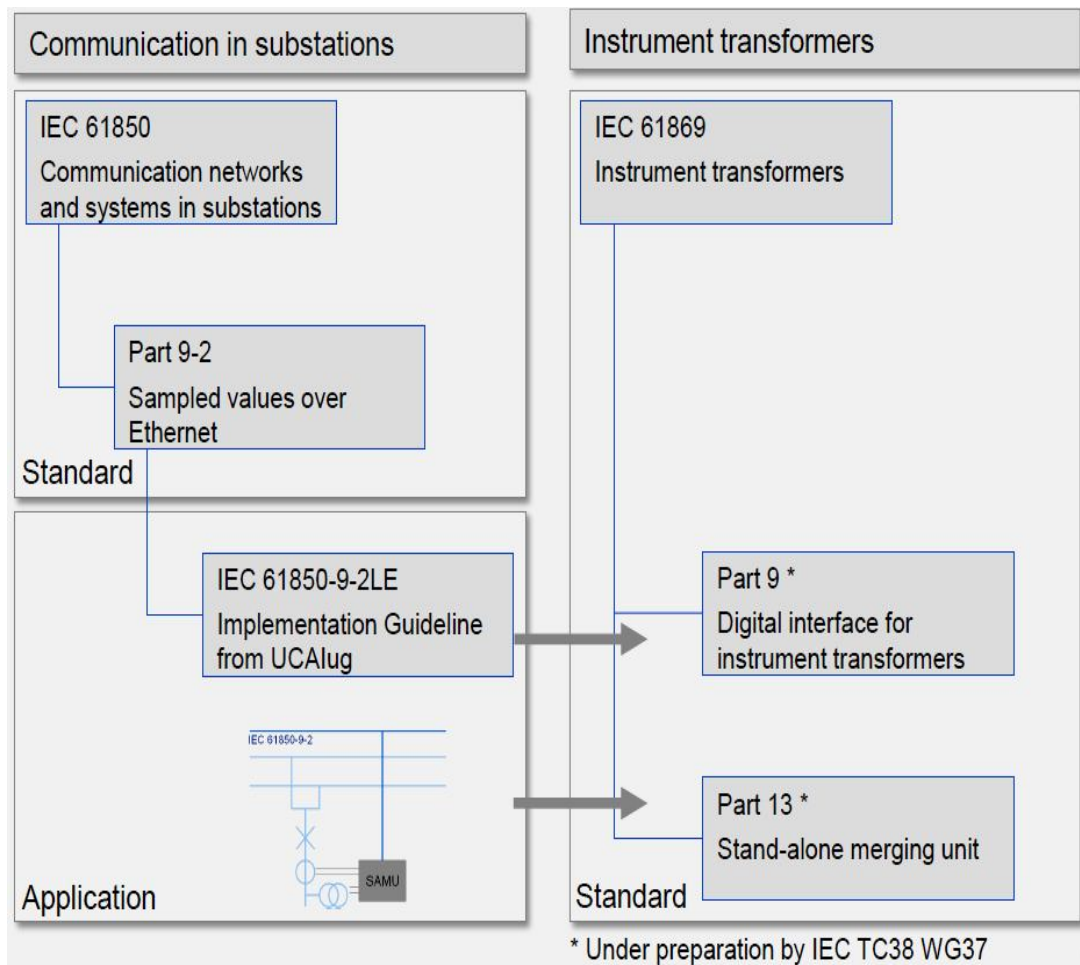 Communication in substations
IEC 61850
Communication networks
and systems in substations
Part 9-2
Sampled values over
Ethernet
Standard
IEC 61850-9-2LE
Implementation Guideline
from UCAIug
IEC 61850-9-2
SAMU
Application
Instrument transformers
IEC 61869
Instrument transformers
Part 9 *
Digital interface for
instrument transformers
Part 13 *
Stand-alone merging unit
Standard
* Under preparation by IEC TC38 WG37